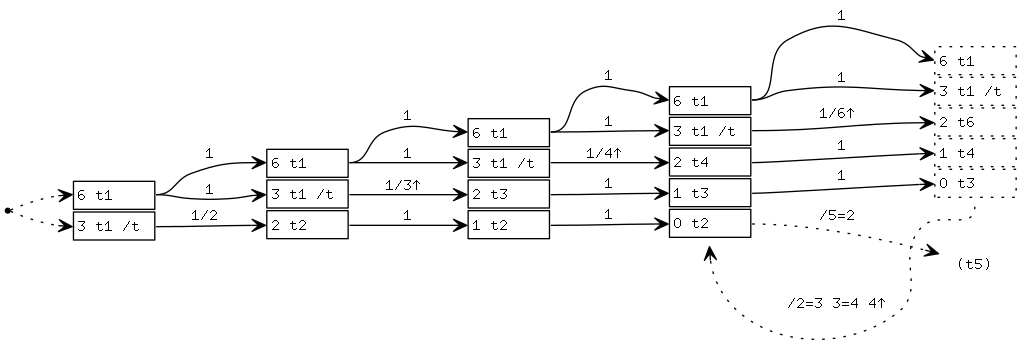 6 t1
3 t1 /t
1
1
1/2
6 t1
3 t1 /t
2 t2
1
1
1/3↑
1
6 t1
3 t1 /t
2 t3
1 t2
1
1
1/4↑
1
1
6 t1
3 t1 /t
2 t4
1 t3
0 t2
1
1
1/6↑
1
1
/5=2
6 t1
3 t1 /t
2 t6
1 t4
0 t3
(t5)
/2=3 3=4 4↑